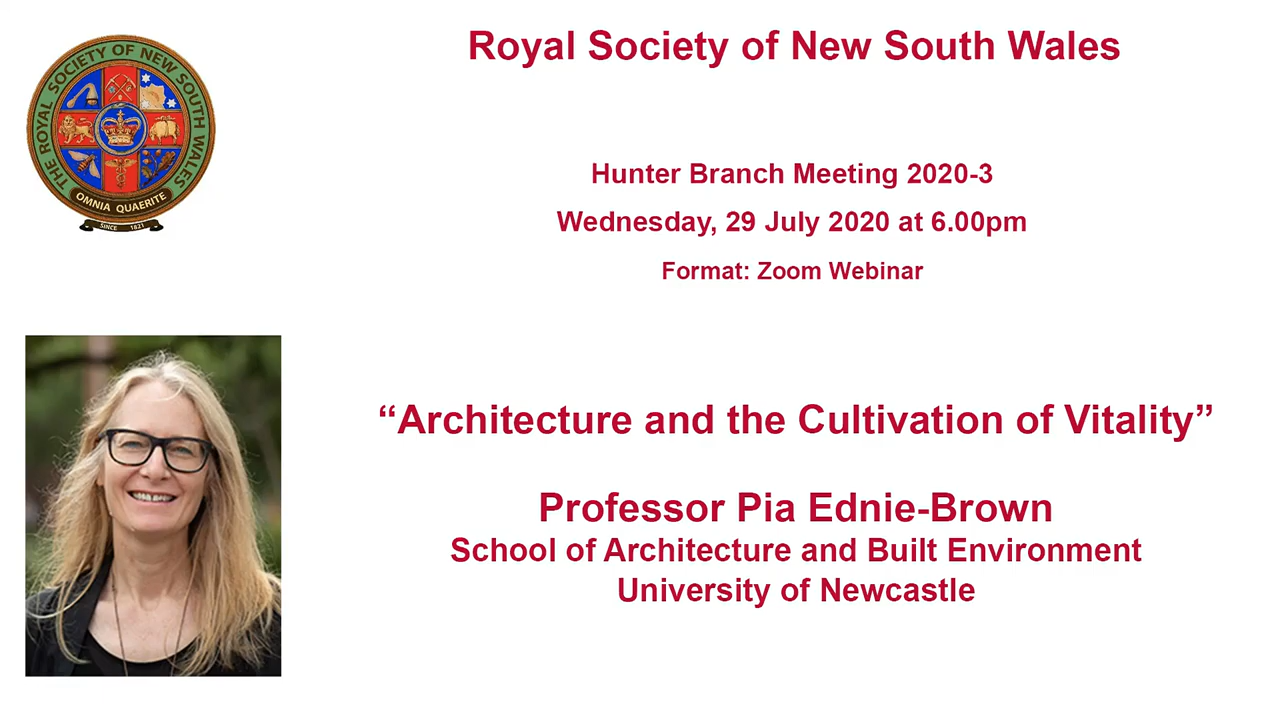 THE ROYAL SOCIETY OF NEW SOUTH WALES
OMNIA QUAERITE
SINCE 1821
Royal Society of New South Wales
Hunter Branch Meeting 2020-3
Wednesday, 29 July 2020 at 6.00pm
Format: Zoom Webinar
“Architecture and the Cultivation of Vitality”
Professor Pia Ednie-Brown
School of Architecture and Built Environment
University of Newcastle